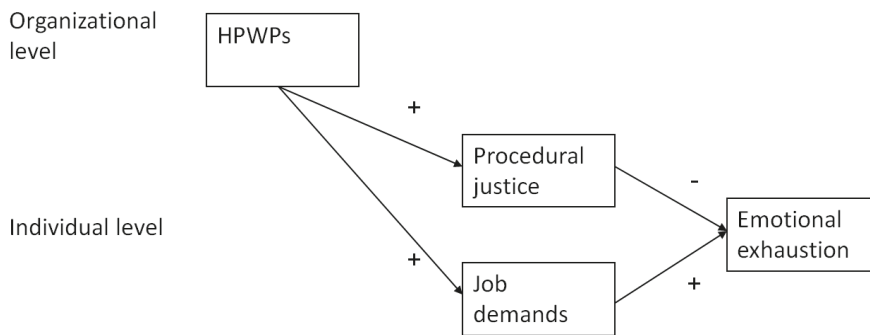 Organizational
level
HPWPs
+
Procedural
justice
-
Individual level
Emotional
exhaustion
+
Job
demands
+